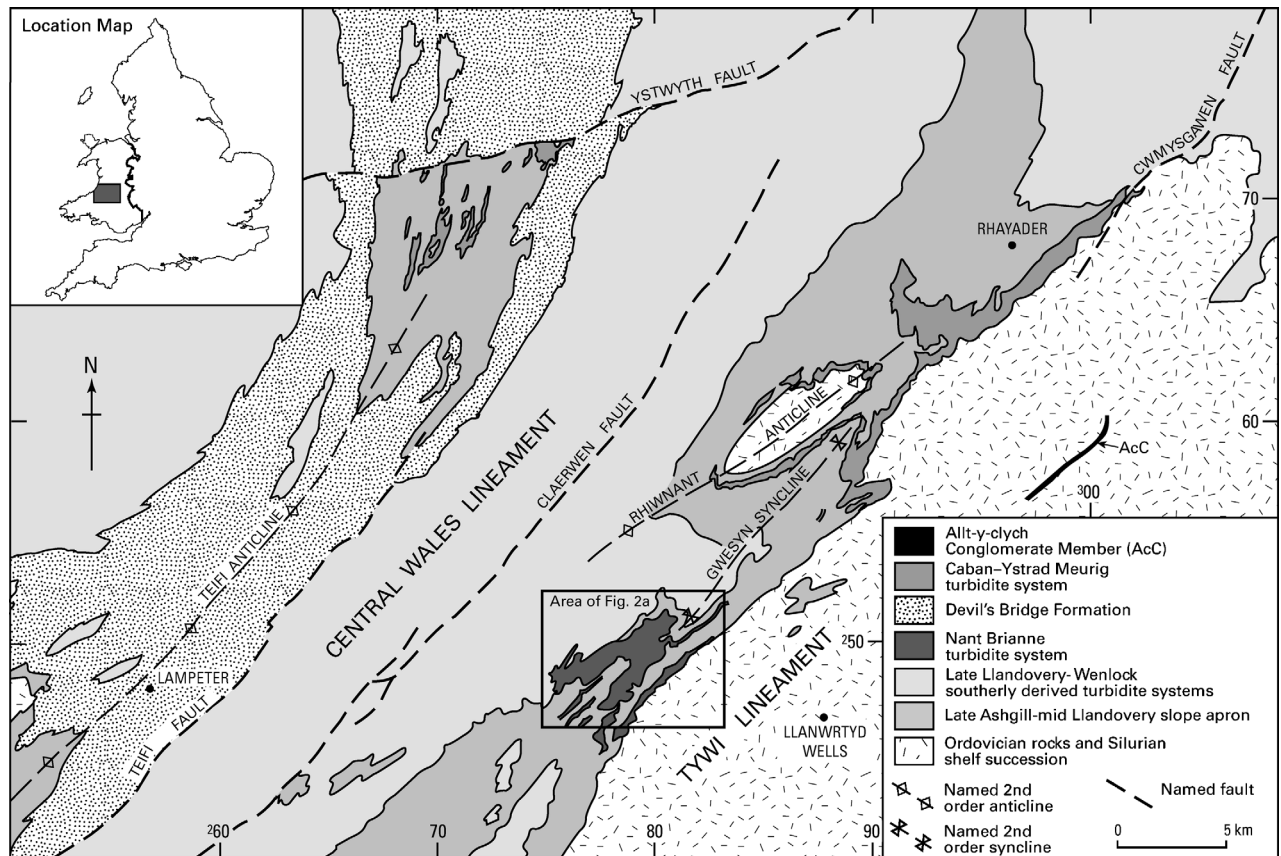 Location Map
N
YSTWYTH FAULT
CWMYSGAWEN FAULT
70
RHAYADER
60
AcC
300
ANTICLINE
RHIWNANT
CLAERWEN FAULT
CENTRAL WALES LINEAMENT
GWESYN SYNCLINE
TEIFI ANTICLINE
Area of Fig. 2a
250
LAMPETER
TEIFI FAULT
TYWI LINEAMENT
LLANWRTYD
WELLS
260
70
80
90
Allt-y-clych
Conglomerate Member (AcC)
Caban–Ystrad Meurig
turbidite system
Devil's Bridge Formation
Nant Brianne
turbidite system
Late Llandovery-Wenlock
southerly derived turbidite systems
Late Ashgill-mid Llandovery slope apron
Ordovician rocks and Silurian
shelf succession
Named 2nd
order anticline
Named fault
Named 2nd
order syncline
0 5 km